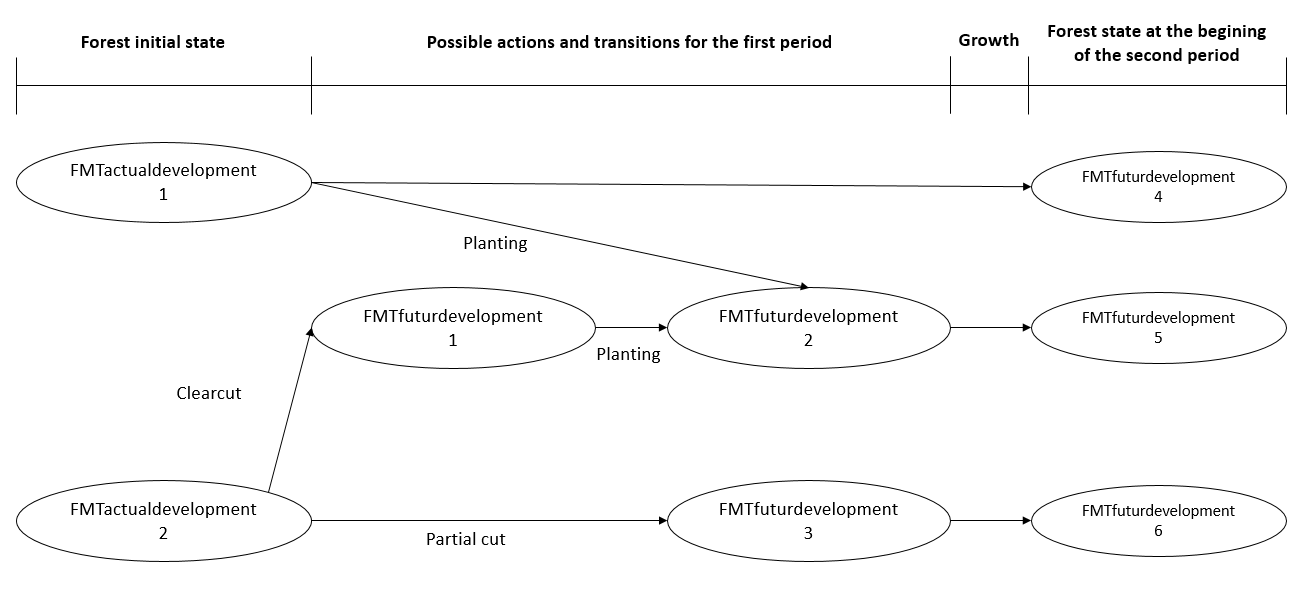 Forest initial state
Possible actions and transitions for the first period
Growth
Forest state at the begining
of the second period
FMTactualdevelopment
1
FMTfuturdevelopment
4
Planting
FMTfuturdevelopment
1
Planting
FMTfuturdevelopment
2
FMTfuturdevelopment
5
Clearcut
FMTactualdevelopment
2
Partial cut
FMTfuturdevelopment
3
FMTfuturdevelopment
6